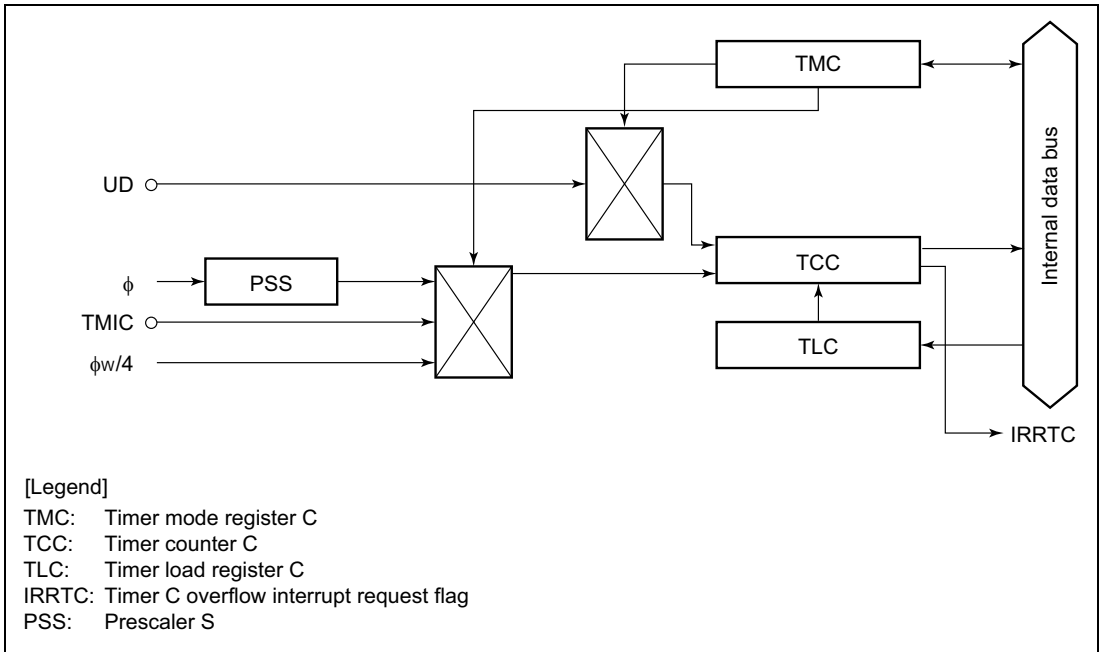 TMC
UD
TCC
Internal data bus
ϕ
PSS
TMIC
TLC
ϕw/4
IRRTC
[Legend]
TMC: Timer mode register C
TCC: Timer counter C
TLC: Timer load register C
IRRTC: Timer C overflow interrupt request flag
PSS: Prescaler S